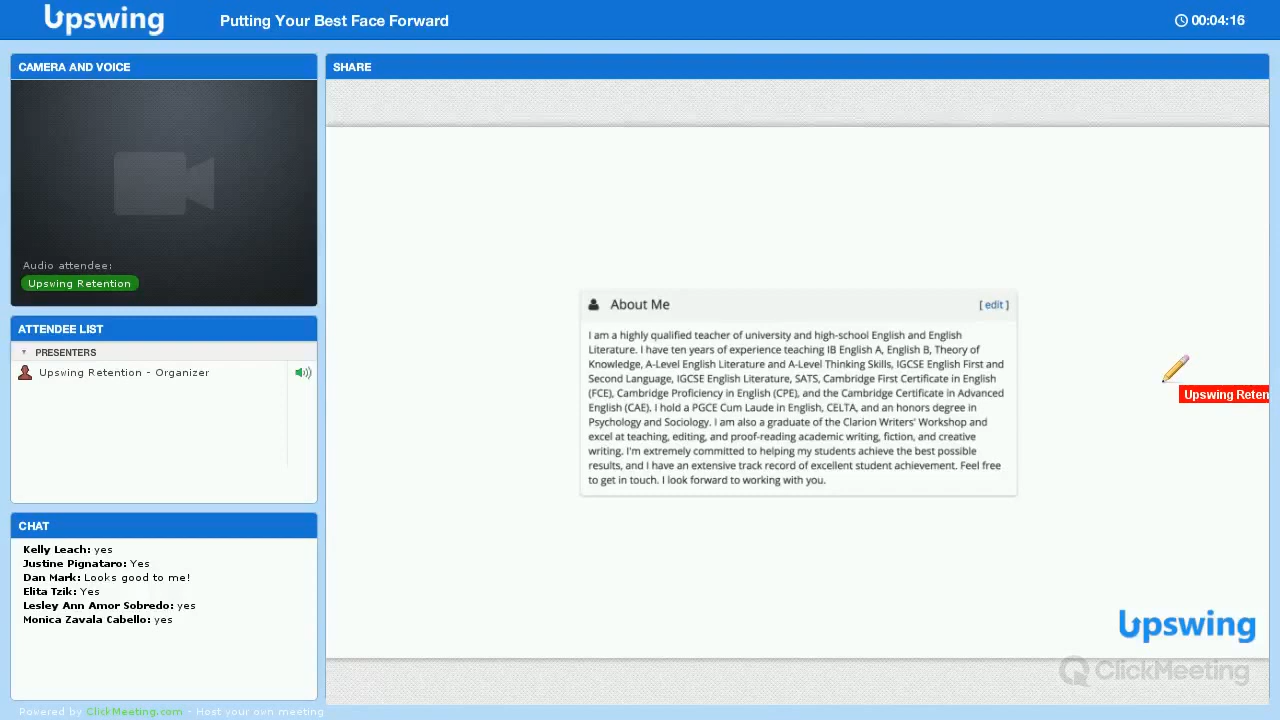 Upswing
Putting Your Best Face Forward
00:04:16
CAMERA AND VOICE
Audio attendee:
Upswing Retention
ATTENDEE LIST
PRESENTERS
Upswing Retention - Organizer
CHAT
Kelly Leach: yes
Justine Pignataro: Yes
Dan Mark: Looks good to me!
Elita Tzik: Yes
Lesley Ann Amor Sobredo: yes
Monica Zavala Cabello: yes
SHARE
About Me
[ edit ]
I am a highly qualified teacher of university and high-school English and English
Literature. I have ten years of experience teaching IB English A, English B, Theory of
Knowledge, A-Level English Literature and A-Level Thinking Skills, IGCSE English First and
Second Language, IGCSE English Literature, SATS, Cambridge First Certificate in English
(FCE), Cambridge Proficiency in English (CPE), and the Cambridge Certificate in Advanced
English (CAE). I hold a PGCE Cum Laude in English, CELTA, and an honors degree in
Psychology and Sociology. I am also a graduate of the Clarion Writers' Workshop and
excel at teaching, editing, and proof-reading academic writing, fiction, and creative
writing. I'm extremely committed to helping my students achieve the best possible
results, and I have an extensive track record of excellent student achievement. Feel free
to get in touch. I look forward to working with you.
Upswing Reten
Upswing
ClickMeeting
Powered by ClickMeeting.com - Host your own meeting